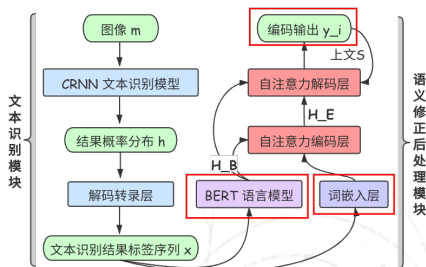 图像 m
CRNN 文本识别模型
结果概率分布 h
解码转录层
文本识别结果标签序列 x
文本识别模块
编码输出 y_i
上文S
自注意力解码层
H_E
自注意力编码层
H_B
BERT 语言模型
词嵌入层
语义修正后处理模块